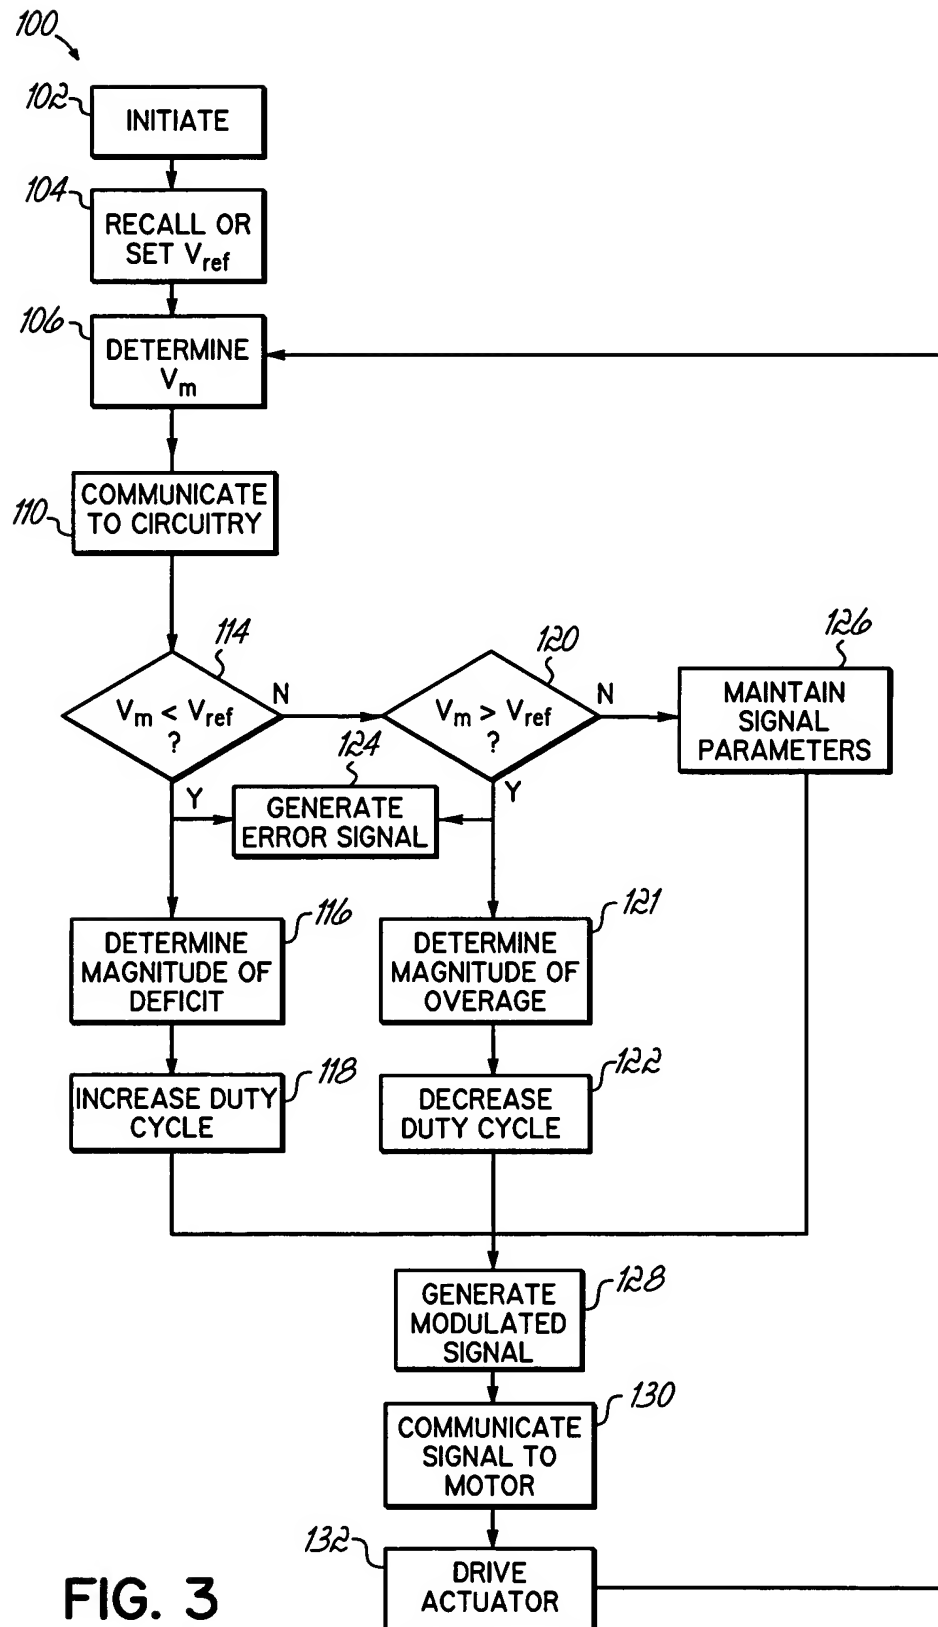 100
102
INITIATE
104
RECALL OR
SET Vref
106
DETERMINE
Vm
110
COMMUNICATE
TO CIRCUITRY
114
Vm < Vref
?
N
Y
120
Vm > Vref
?
N
Y
126
MAINTAIN
SIGNAL
PARAMETERS
124
GENERATE
ERROR SIGNAL
116
DETERMINE
MAGNITUDE OF
DEFICIT
121
DETERMINE
MAGNITUDE OF
OVERAGE
118
INCREASE DUTY
CYCLE
122
DECREASE
DUTY CYCLE
128
GENERATE
MODULATED
SIGNAL
130
COMMUNICATE
SIGNAL TO
MOTOR
132
DRIVE
ACTUATOR
FIG. 3